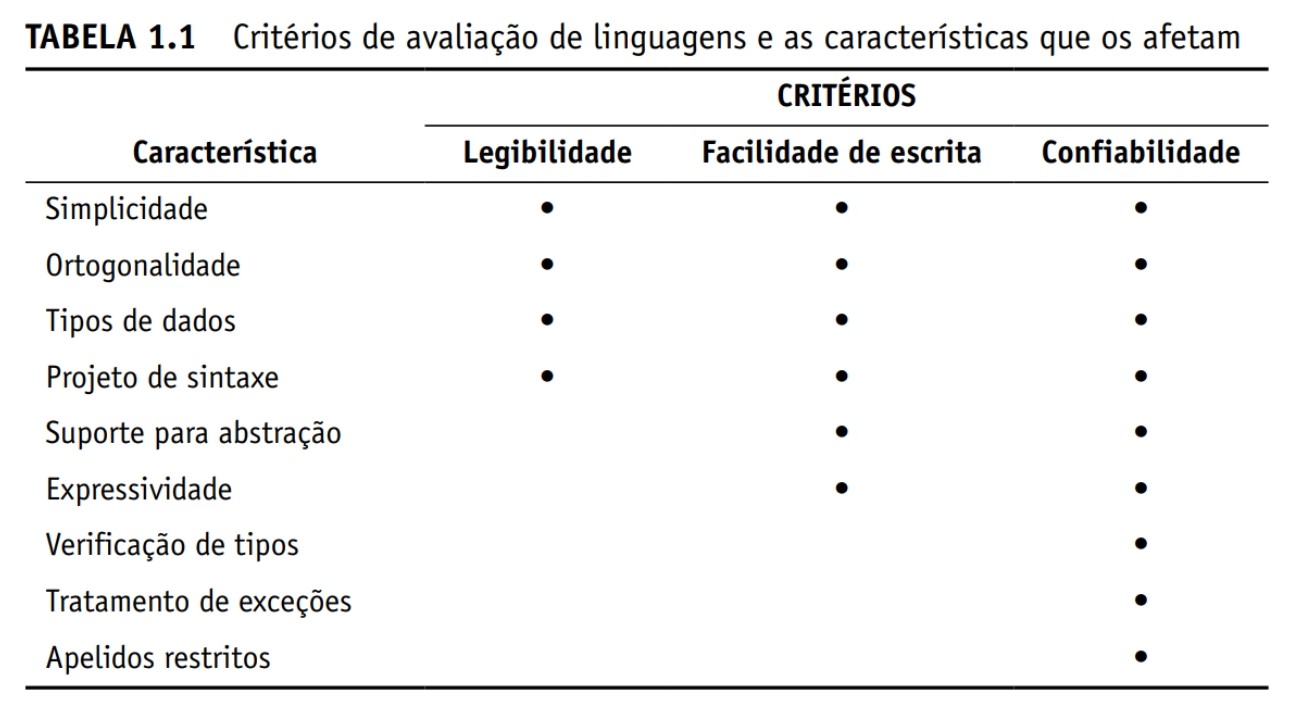 TABELA 1.1 Critérios de avaliação de linguagens e as características que os afetam
CRITÉRIOS
Característica Legibilidade Facilidade de escrita Confiabilidade
Simplicidade • • •
Ortogonalidade • • •
Tipos de dados • • •
Projeto de sintaxe • • •
Suporte para abstração • •
Expressividade • •
Verificação de tipos •
Tratamento de exceções •
Apelidos restritos •